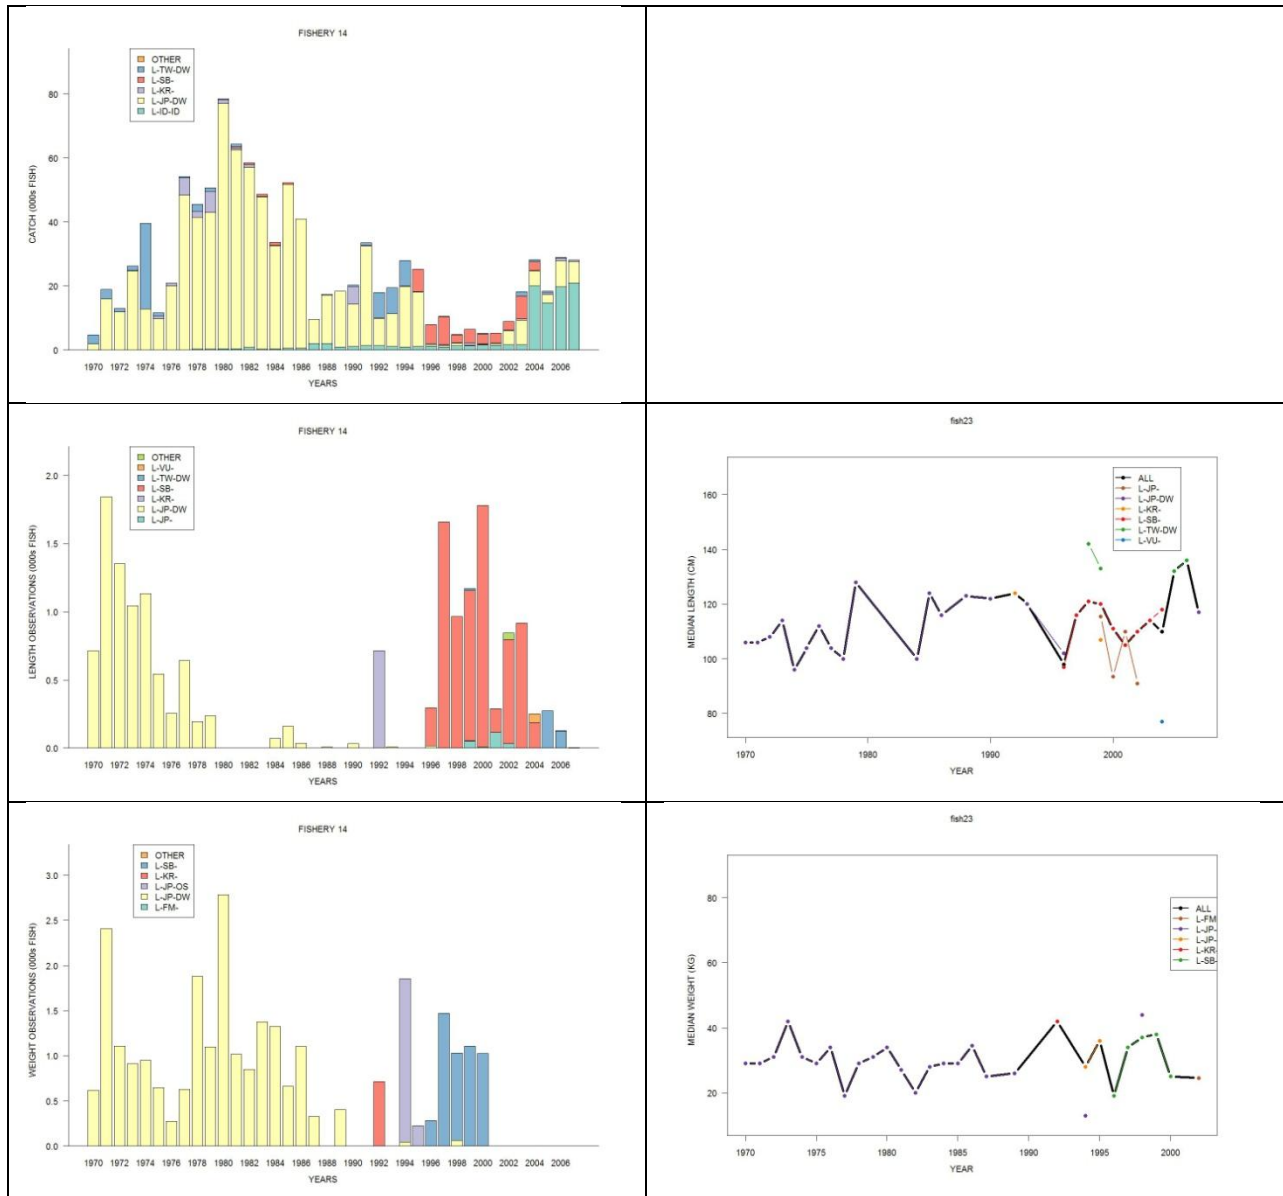 FISHERY 14
OTHER
L-TW-DW
L-SB-
L-KR-
L-JP-DW
L-ID-ID
CATCH (000s FISH)
80
60
40
20
0
1970 1972 1974 1976 1978 1980 1982 1984 1986 1988 1990 1992 1994 1996 1998 2000 2002 2004 2006
YEARS
FISHERY 14
OTHER
L-VU-
L-TW-DW
L-SB-
L-KR-
L-JP-DW
L-JP-
LENGTH OBSERVATIONS (000s FISH)
2.0
1.5
1.0
0.5
0.0
1970 1972 1974 1976 1978 1980 1982 1984 1986 1988 1990 1992 1994 1996 1998 2000 2002 2004 2006
YEARS
fish23
ALL
L-JP-
L-JP-DW
L-KR-
L-SB-
L-TW-DW
L-VU-
MEDIAN LENGTH (CM)
160
140
120
100
80
1970 1980 1990 2000
YEAR
FISHERY 14
OTHER
L-SB-
L-KR-
L-JP-OS
L-JP-DW
L-FM-
WEIGHT OBSERVATIONS (000s FISH)
3.0
2.5
2.0
1.5
1.0
0.5
0.0
1970 1972 1974 1976 1978 1980 1982 1984 1986 1988 1990 1992 1994 1996 1998 2000 2002 2004 2006
YEARS
fish23
ALL
L-FM
L-JP-
L-JP-
L-KR-
L-SB-
MEDIAN WEIGHT (KG)
80
60
40
20
1970 1975 1980 1985 1990 1995 2000
YEAR